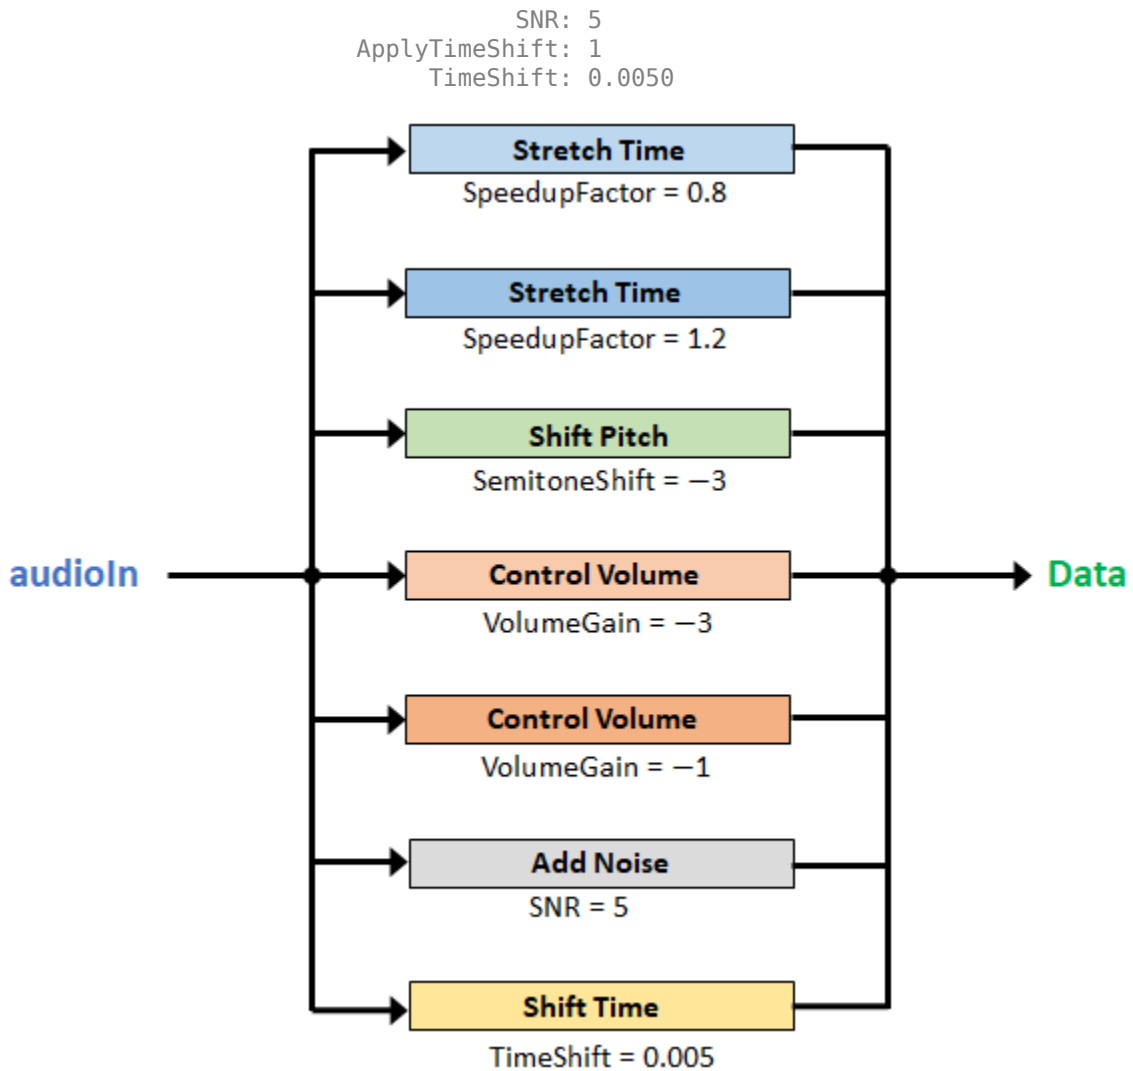 SNR: 5
ApplyTimeShift: 1
TimeShift: 0.0050
Stretch Time
SpeedupFactor = 0.8
Stretch Time
SpeedupFactor = 1.2
Shift Pitch
SemitoneShift = −3
audioIn
Control Volume
Data
VolumeGain = −3
Control Volume
VolumeGain = −1
Add Noise
SNR = 5
Shift Time
TimeShift = 0.005